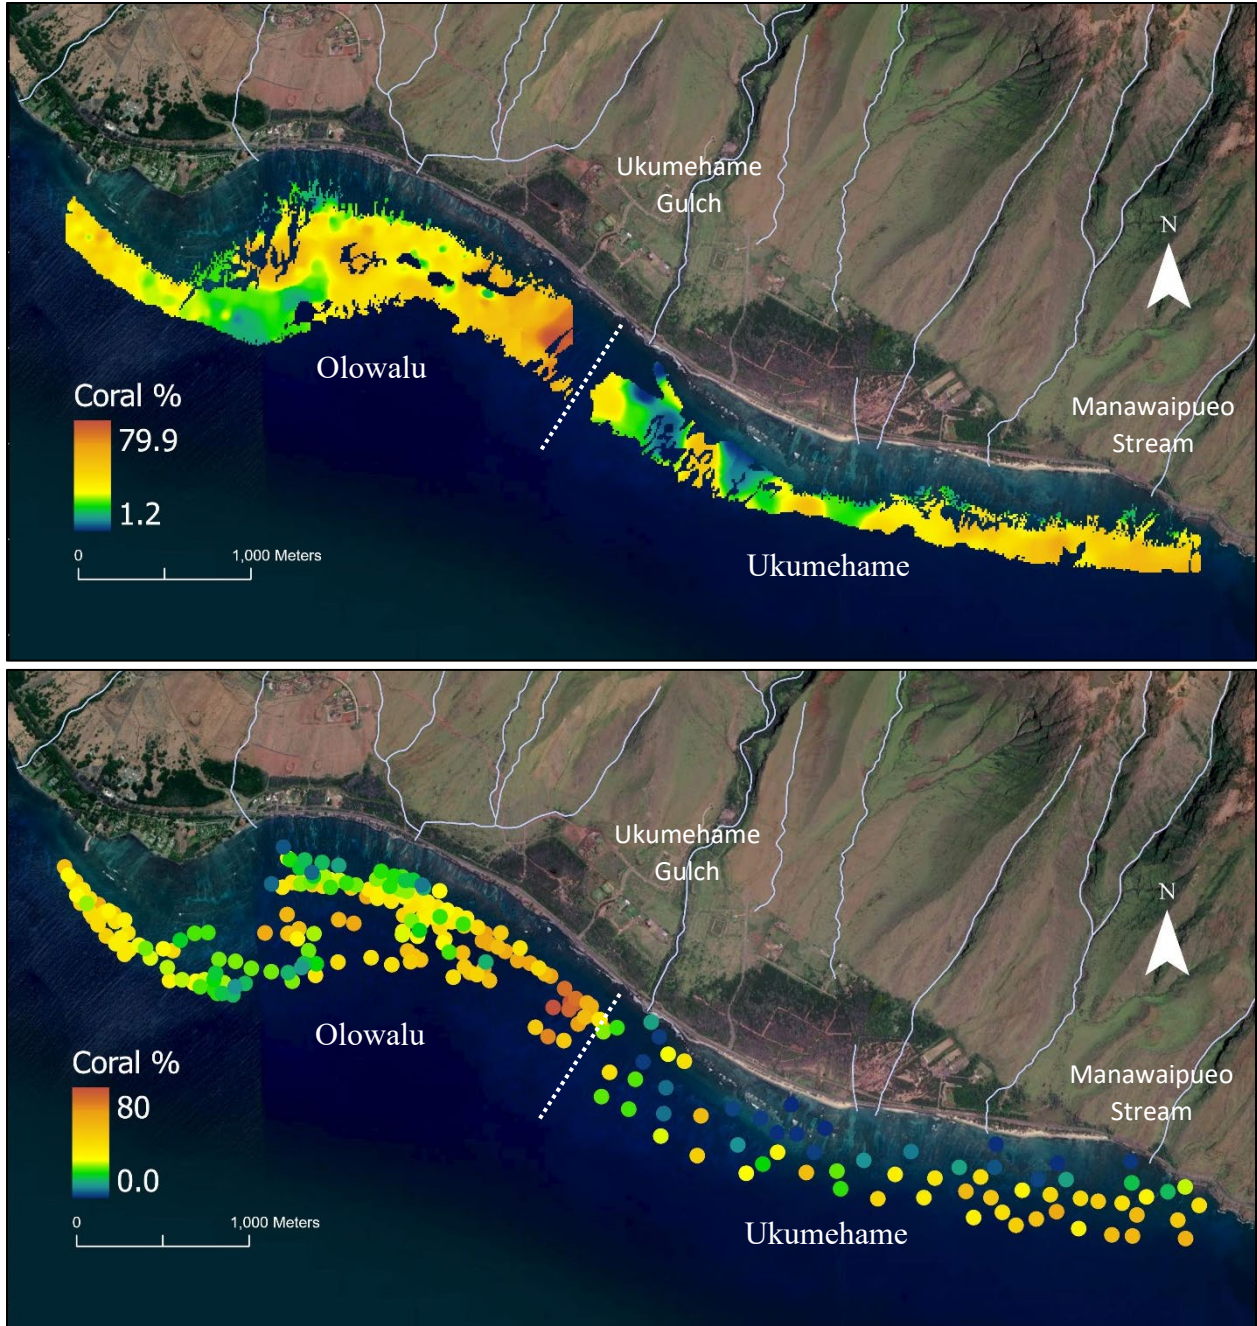 Ukumehame
Gulch
N
Manawaipueo
Stream
Olowalu
Coral %
79.9
1.2
0
1,000 Meters
Ukumehame
Ukumehame
Gulch
N
Manawaipueo
Stream
Olowalu
Coral %
80
0.0
0
1,000 Meters
Ukumehame